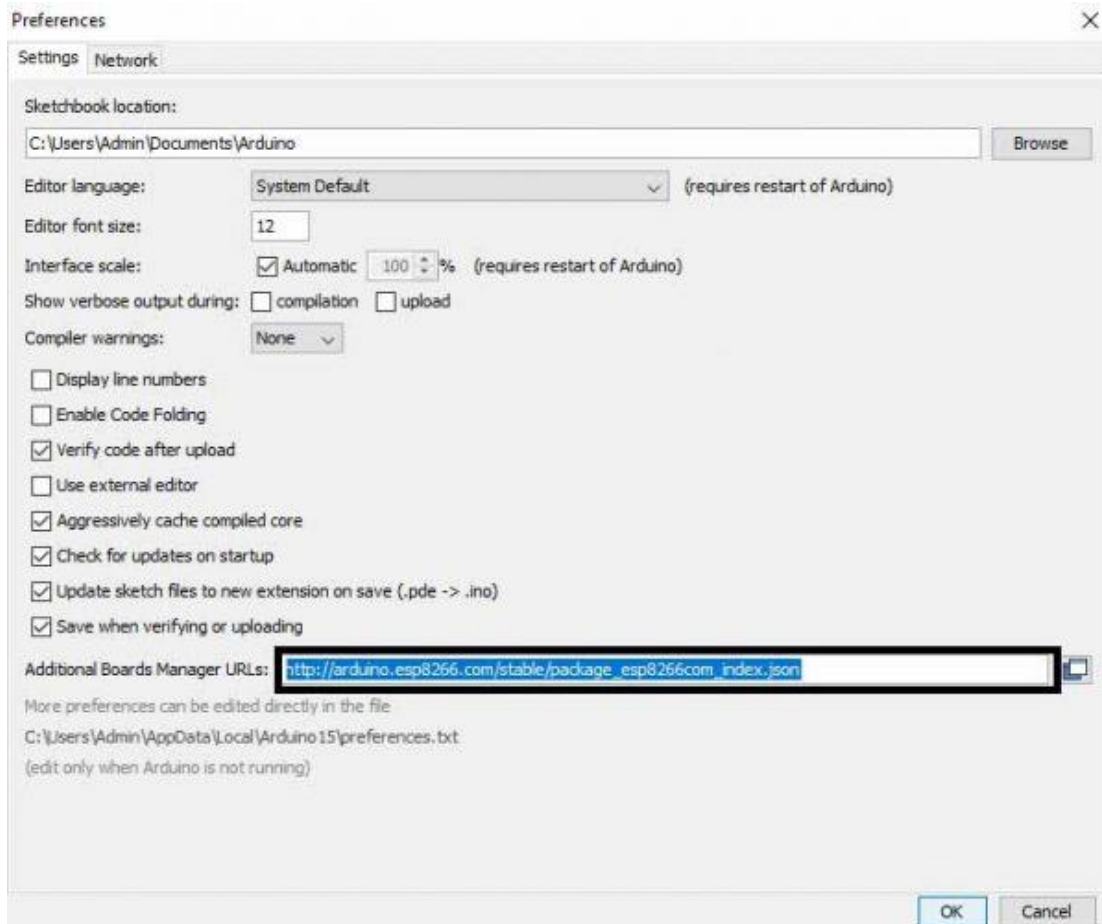 Preferences
Settings Network
Sketchbook location:
C:\Users\Admin\Documents\Arduino Browse
Editor language: System Default (requires restart of Arduino)
Editor font size: 12
Interface scale: Automatic 100 % (requires restart of Arduino)
Show verbose output during: compilation upload
Compiler warnings: None
Display line numbers
Enable Code Folding
Verify code after upload
Use external editor
Aggressively cache compiled core
Check for updates on startup
Update sketch files to new extension on save (.pde -> .ino)
Save when verifying or uploading
Additional Boards Manager URLs: http://arduino.esp8266.com/stable/package_esp8266com_index.json
More preferences can be edited directly in the file
C:\Users\Admin\AppData\Local\Arduino15\preferences.txt
(edit only when Arduino is not running)
OK Cancel